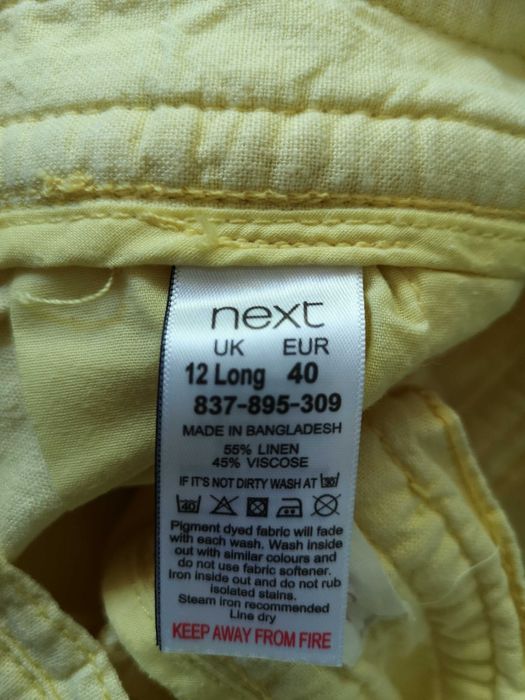 next
UK EUR
12 Long 40
837-895-309
MADE IN BANGLADESH
55% LINEN
45% VISCOSE
IF IT'S NOT DIRTY WASH AT 30
40
Pigment dyed fabric will fade
with each wash. Wash inside
out with similar colours and
do not use fabric softener.
Iron inside out and do not rub
isolated stains.
Steam iron recommended
Line dry
KEEP AWAY FROM FIRE